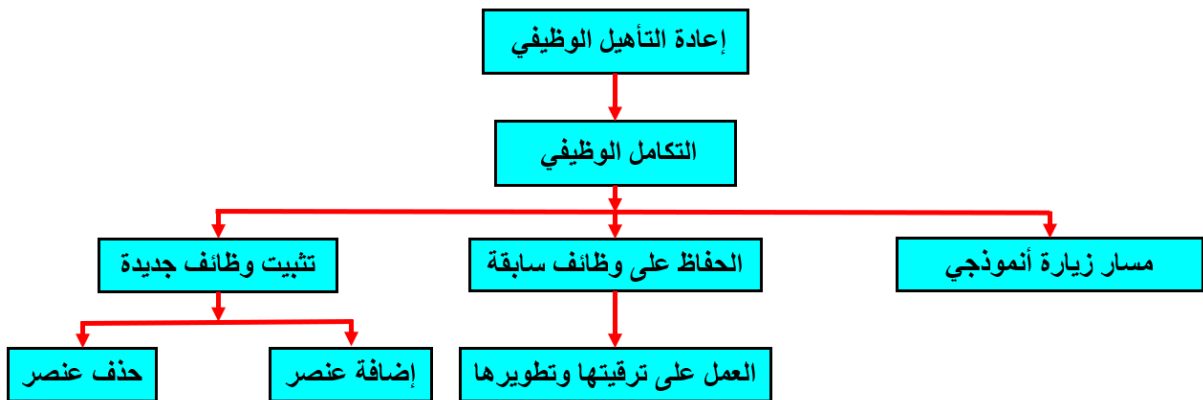 إعادة التأهيل الوظيفي
التكامل الوظيفي
مسار زيارة أنموذجي
الحفاظ على وظائف سابقة
تثبيت وظائف جديدة
العمل على ترقيتها وتطويرها
إضافة عنصر
حذف عنصر